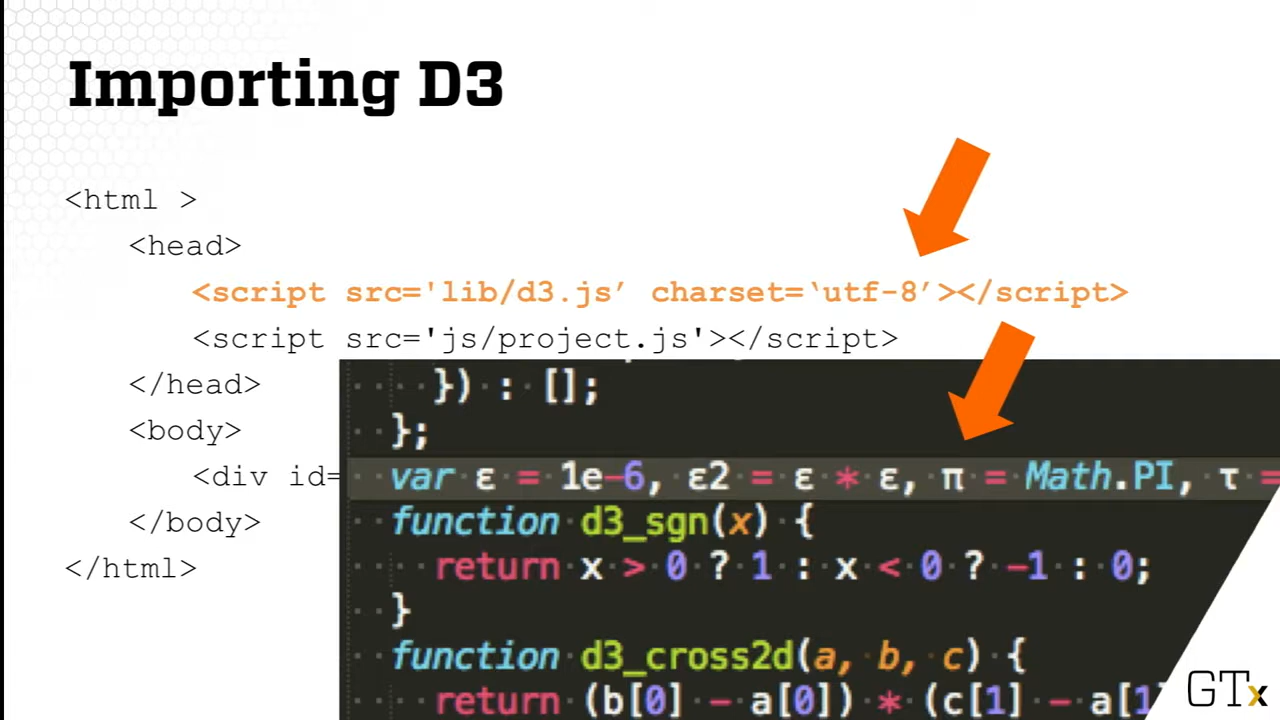 Importing D3
<html >
<head>
<script src='lib/d3.js’ charset=‘utf-8’></script>
<script src='js/project.js'></script>
</head>
<body>
<div id=
</body>
</html>
}) : [];
};
var ε = 1e-6, ε2 = ε * ε, π = Math.PI, τ =
function d3_sgn(x) {
return x > 0 ? 1 : x < 0 ? -1 : 0;
}
function d3_cross2d(a, b, c) {
return (b[0] - a[0]) * (c[1] - a[1
GTx